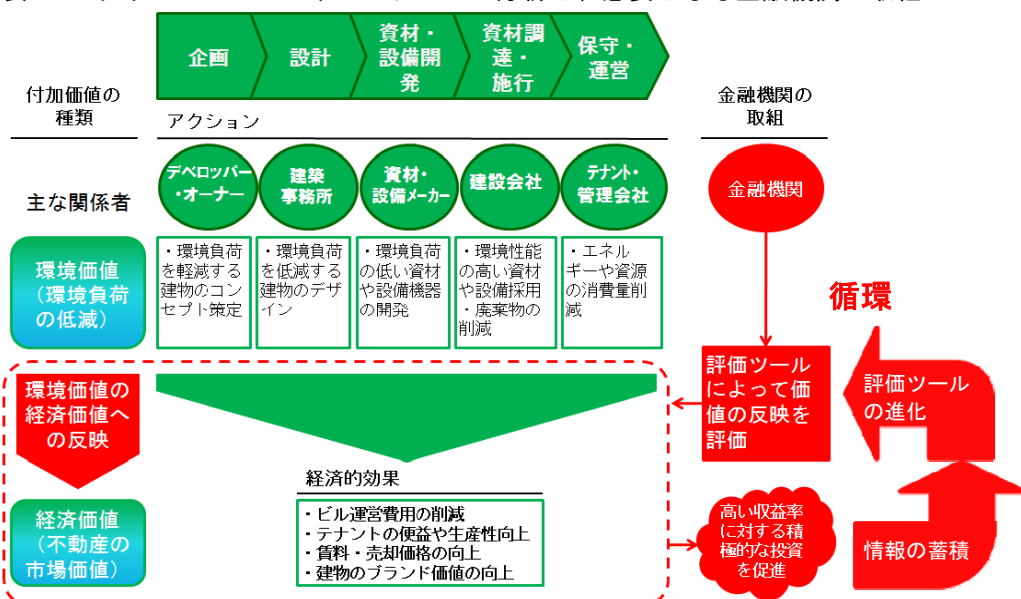 企画
設計
資材・
設備開
発
資材調
達・
施行
保守・
運営
付加価値の
種類
アクション
金融機関の
取組
主な関係者
デベロッパー
・オーナー
建築
事務所
資材・
設備メーカー
建設会社
テナント・
管理会社
金融機関
環境価値
（環境負荷
の低減）
・環境負荷
を軽減する
建物のコン
セプト策定
・環境負荷
を低減する
建物のデザ
イン
・環境負荷
の低い資材
や設備機器
の開発
・環境性能
の高い資材
や設備採用
・廃棄物の
削減
・エネル
ギーや資源
の消費量削
減
循環
環境価値の
経済価値へ
の反映
評価ツール
によって価
値の反映を
評価
評価ツール
の進化
経済的効果
・ビル運営費用の削減
・テナントの便益や生産性向上
・賃料・売却価格の向上
・建物のブランド価値の向上
経済価値
（不動産の
市場価値）
高い収益率
に対する積
極的な投資
を促進
情報の蓄積